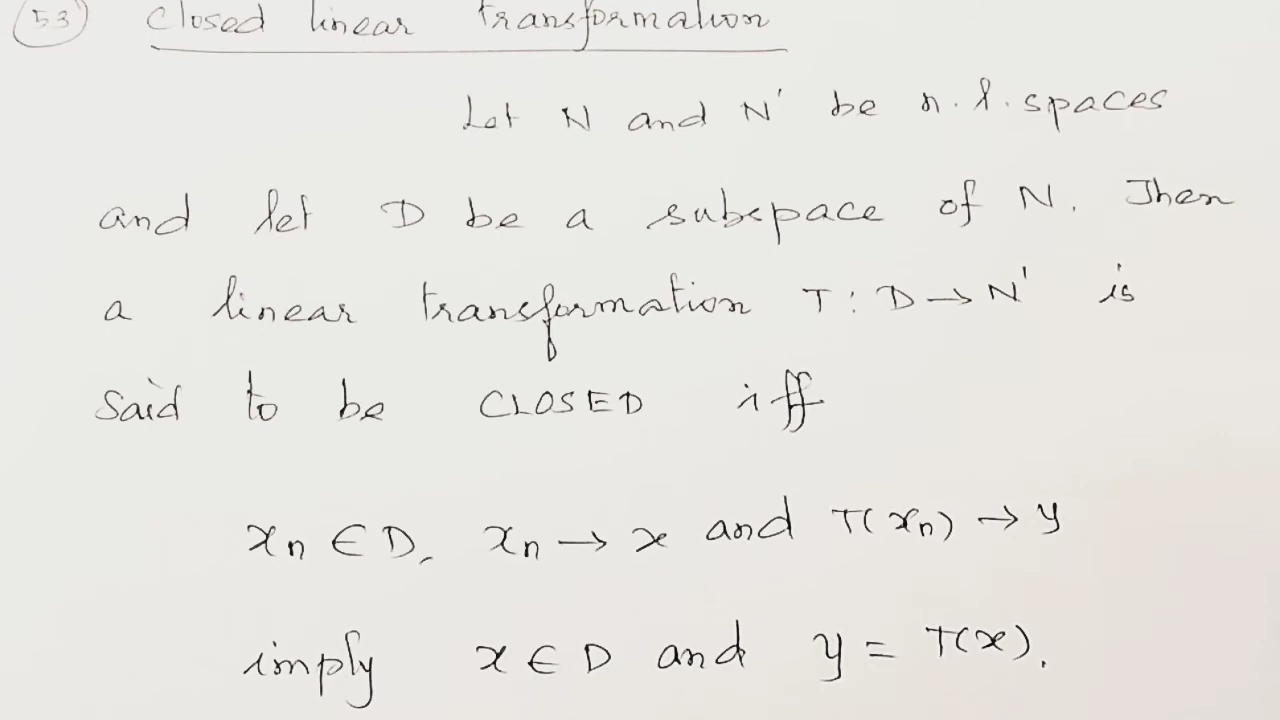 53 Closed linear transformation
Let N and N' be n.l. spaces
and let D be a subspace of N. Then
a linear transformation T : D → N' is
said to be CLOSED iff
xn ∈ D, xn → x and T(xn) → y
imply x ∈ D and y = T(x).